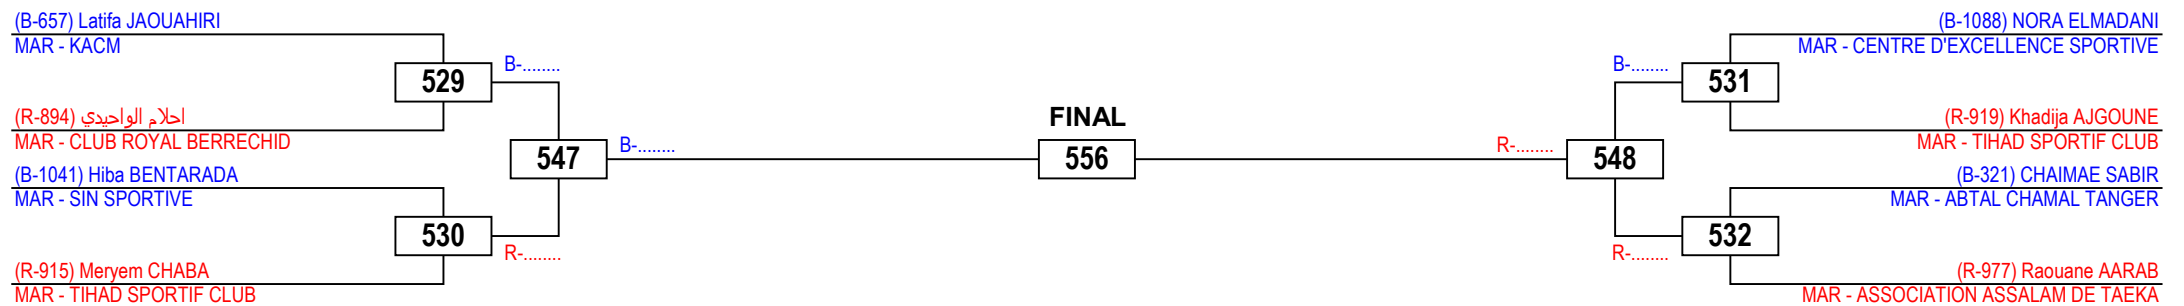 (B-657) Latifa JAOUAHIRI
MAR - KACM
529
B-........
(R-894) احلام الواحيدي
MAR - CLUB ROYAL BERRECHID
547
B-........
(B-1041) Hiba BENTARADA
MAR - SIN SPORTIVE
530
R-........
(R-915) Meryem CHABA
MAR - TIHAD SPORTIF CLUB
FINAL
556
(B-1088) NORA ELMADANI
MAR - CENTRE D'EXCELLENCE SPORTIVE
B-........
531
(R-919) Khadija AJGOUNE
MAR - TIHAD SPORTIF CLUB
R-........
548
(B-321) CHAIMAE SABIR
MAR - ABTAL CHAMAL TANGER
R-........
532
(R-977) Raouane AARAB
MAR - ASSOCIATION ASSALAM DE TAEKA